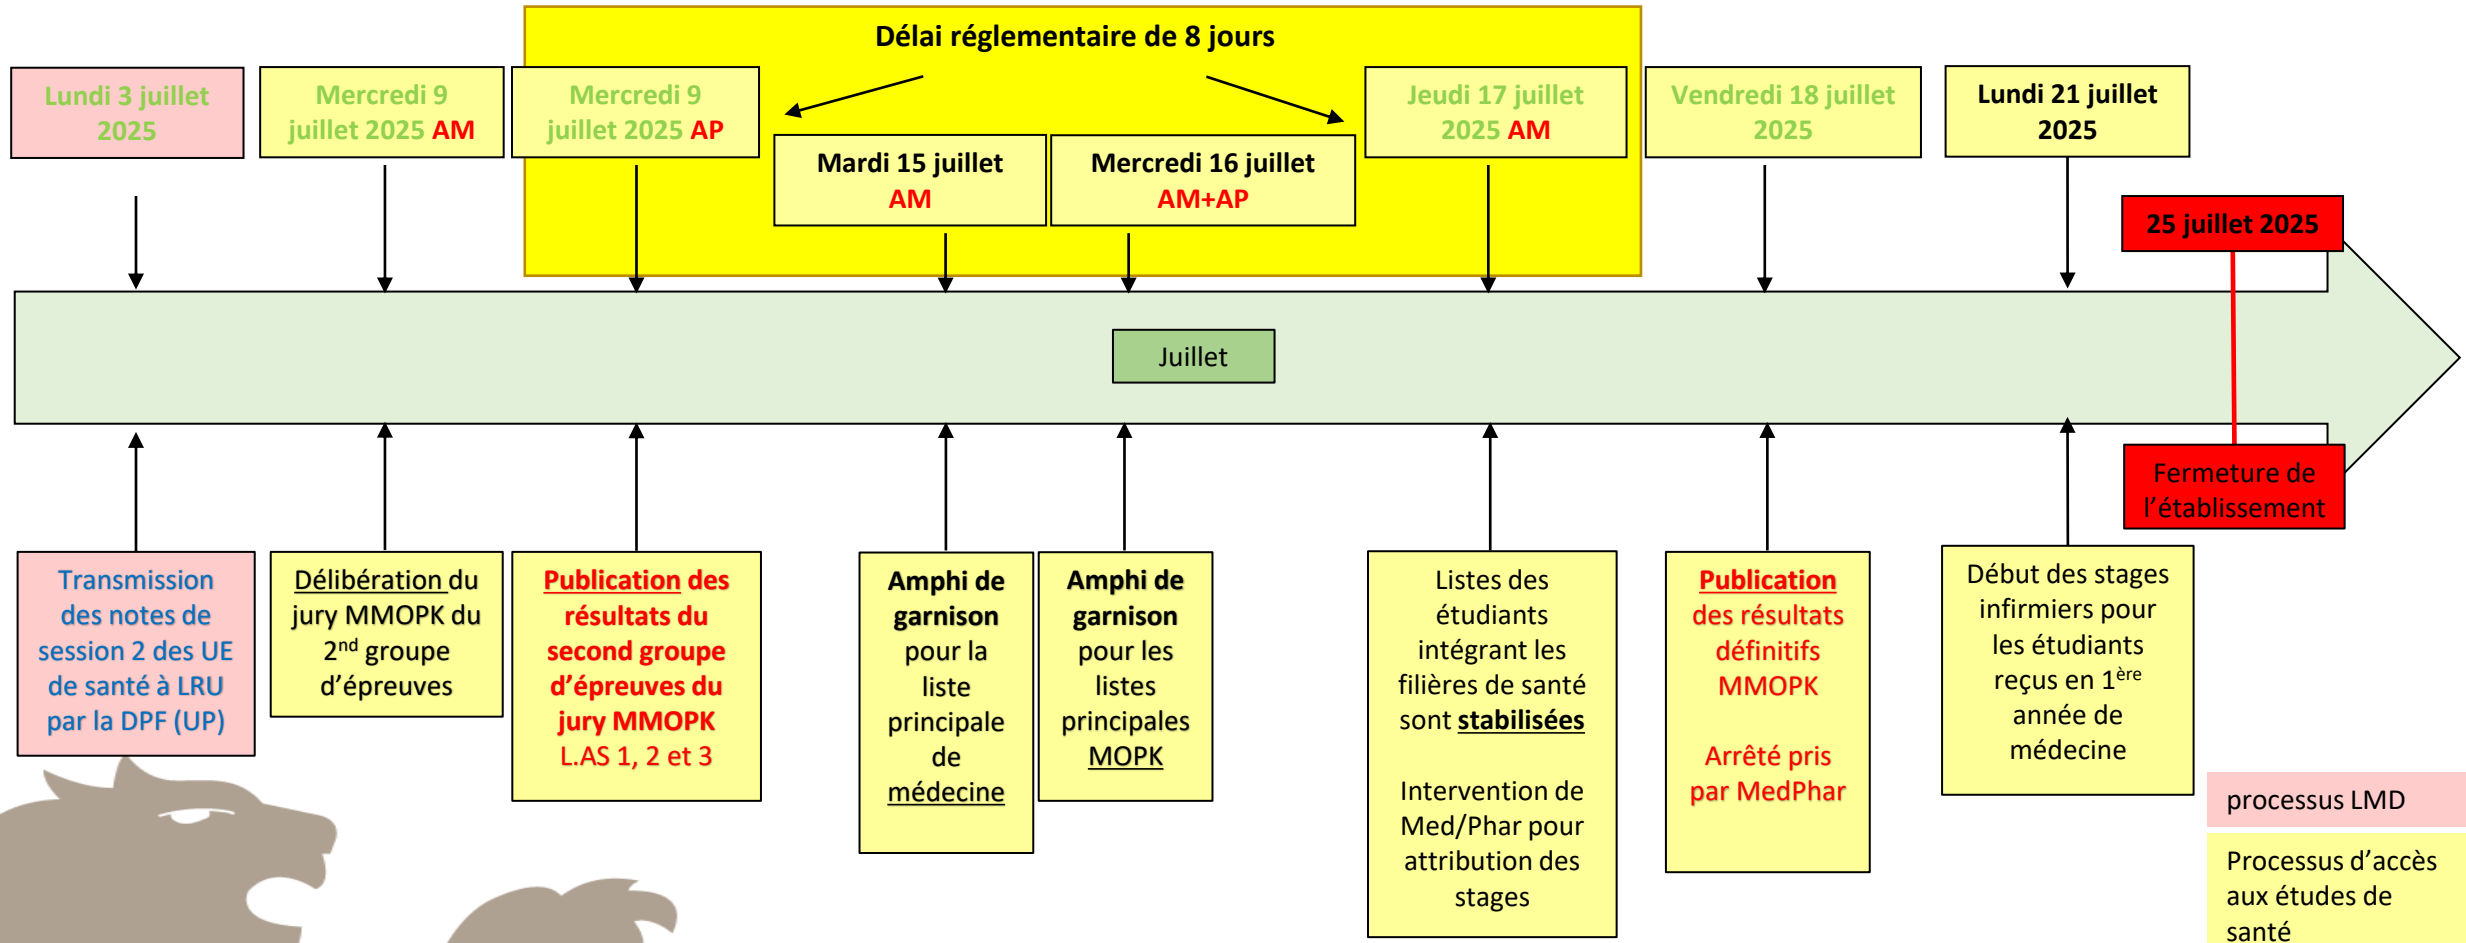 Délai réglementaire de 8 jours
Lundi 3 juillet
2025
Mercredi 9
juillet 2025 AM
Mercredi 9
juillet 2025 AP
Mardi 15 juillet
AM
Mercredi 16 juillet
AM+AP
Jeudi 17 juillet
2025 AM
Vendredi 18 juillet
2025
Lundi 21 juillet
2025
25 juillet 2025
Juillet
Transmission
des notes de
session 2 des UE
de santé à LRU
par la DPF (UP)
Délibération du
jury MMOPK du
2nd groupe
d'épreuves
Publication des
résultats du
second groupe
d'épreuves du
jury MMOPK
L.AS 1, 2 et 3
Amphi de
garnison
pour la
liste
principale
de
médecine
Amphi de
garnison
pour les
listes
principales
MOPK
Listes des
étudiants
intégrant les
filières de santé
sont stabilisées
Intervention de
Med/Phar pour
attribution des
stages
Publication
des résultats
définitifs
MMOPK
Arrêté pris
par MedPhar
Début des stages
infirmiers pour
les étudiants
reçus en 1ère
année de
médecine
Fermeture de
l'établissement
processus LMD
Processus d'accès
aux études de
santé